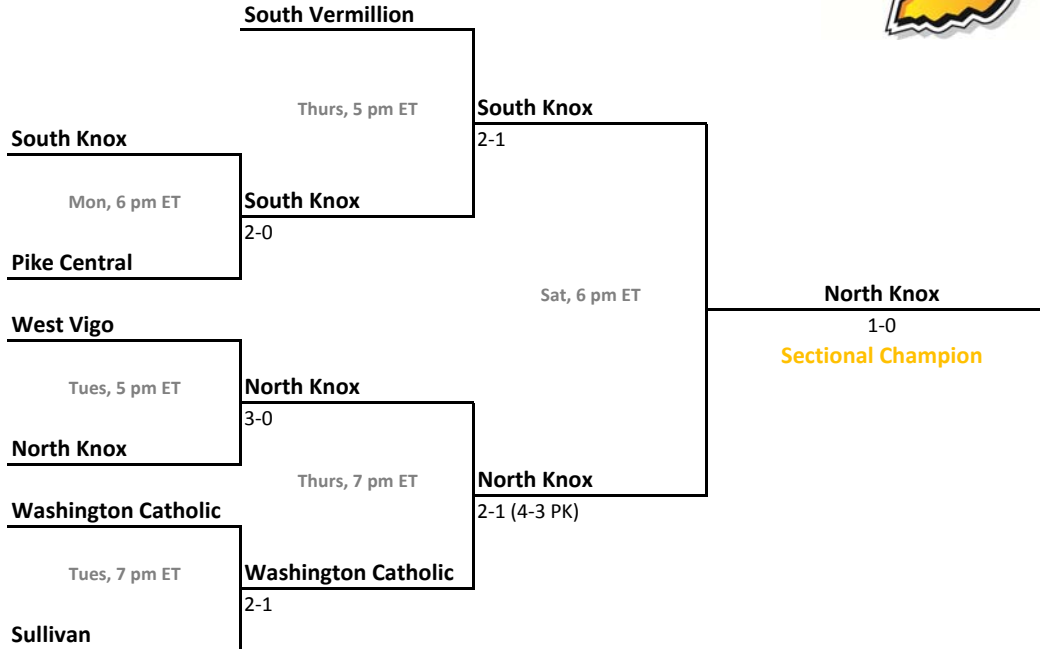 South Vermillion
Thurs, 5 pm ET
South Knox
South Knox
2-1
Mon, 6 pm ET
South Knox
2-0
Pike Central
Sat, 6 pm ET
North Knox
West Vigo
1-0
Sectional Champion
Tues, 5 pm ET
North Knox
3-0
North Knox
Thurs, 7 pm ET
North Knox
Washington Catholic
2-1 (4-3 PK)
Tues, 7 pm ET
Washington Catholic
2-1
Sullivan